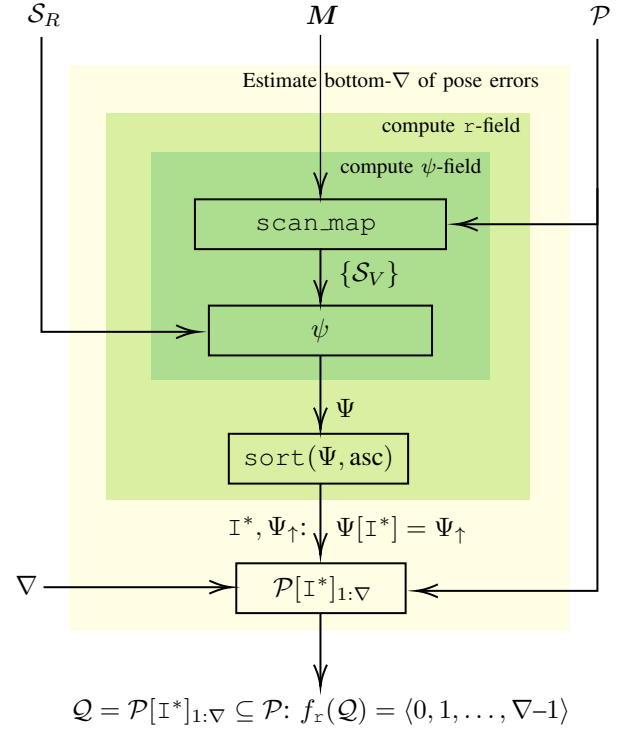 𝒮_R 𝑴 𝒫
Estimate bottom-∇ of pose errors
compute r-field
compute ψ-field
scan_map
{𝒮_V}
ψ
Ψ
sort(Ψ, asc)
I*, Ψ↑: Ψ[I*] = Ψ↑
∇ 𝒫[I*]_{1:∇}
𝒬 = 𝒫[I*]_{1:∇} ⊆ 𝒫: f_r(𝒬) = ⟨0, 1, . . . , ∇–1⟩